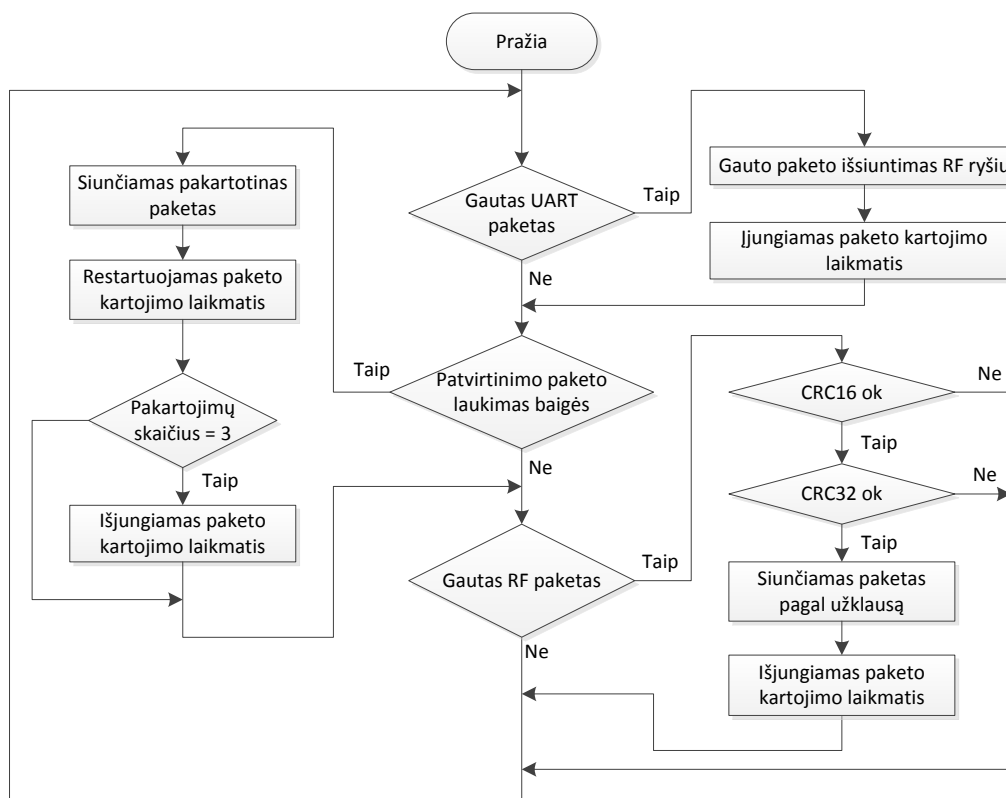 Pražia
Gautas UART
paketas
Taip
Ne
Gauto paketo išsiuntimas RF ryšiu
Įjungiamas paketo kartojimo
laikmatis
Patvirtinimo paketo
laukimas baigės
Taip
Ne
Siunčiamas pakartotinas
paketas
Restartuojamas paketo
kartojimo laikmatis
Pakartojimų
skaičius = 3
Taip
Išjungiamas paketo
kartojimo laikmatis
Gautas RF paketas
Taip
Ne
CRC16 ok
Ne
Taip
CRC32 ok
Ne
Taip
Siunčiamas paketas
pagal užklausą
Išjungiamas paketo
kartojimo laikmatis